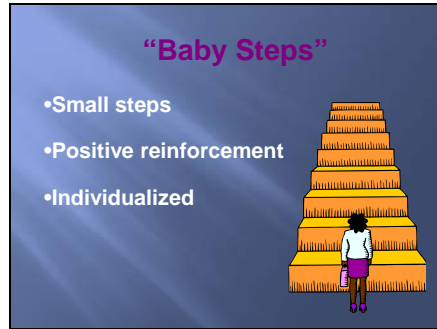 “Baby Steps”
•Small steps
•Positive reinforcement
•Individualized